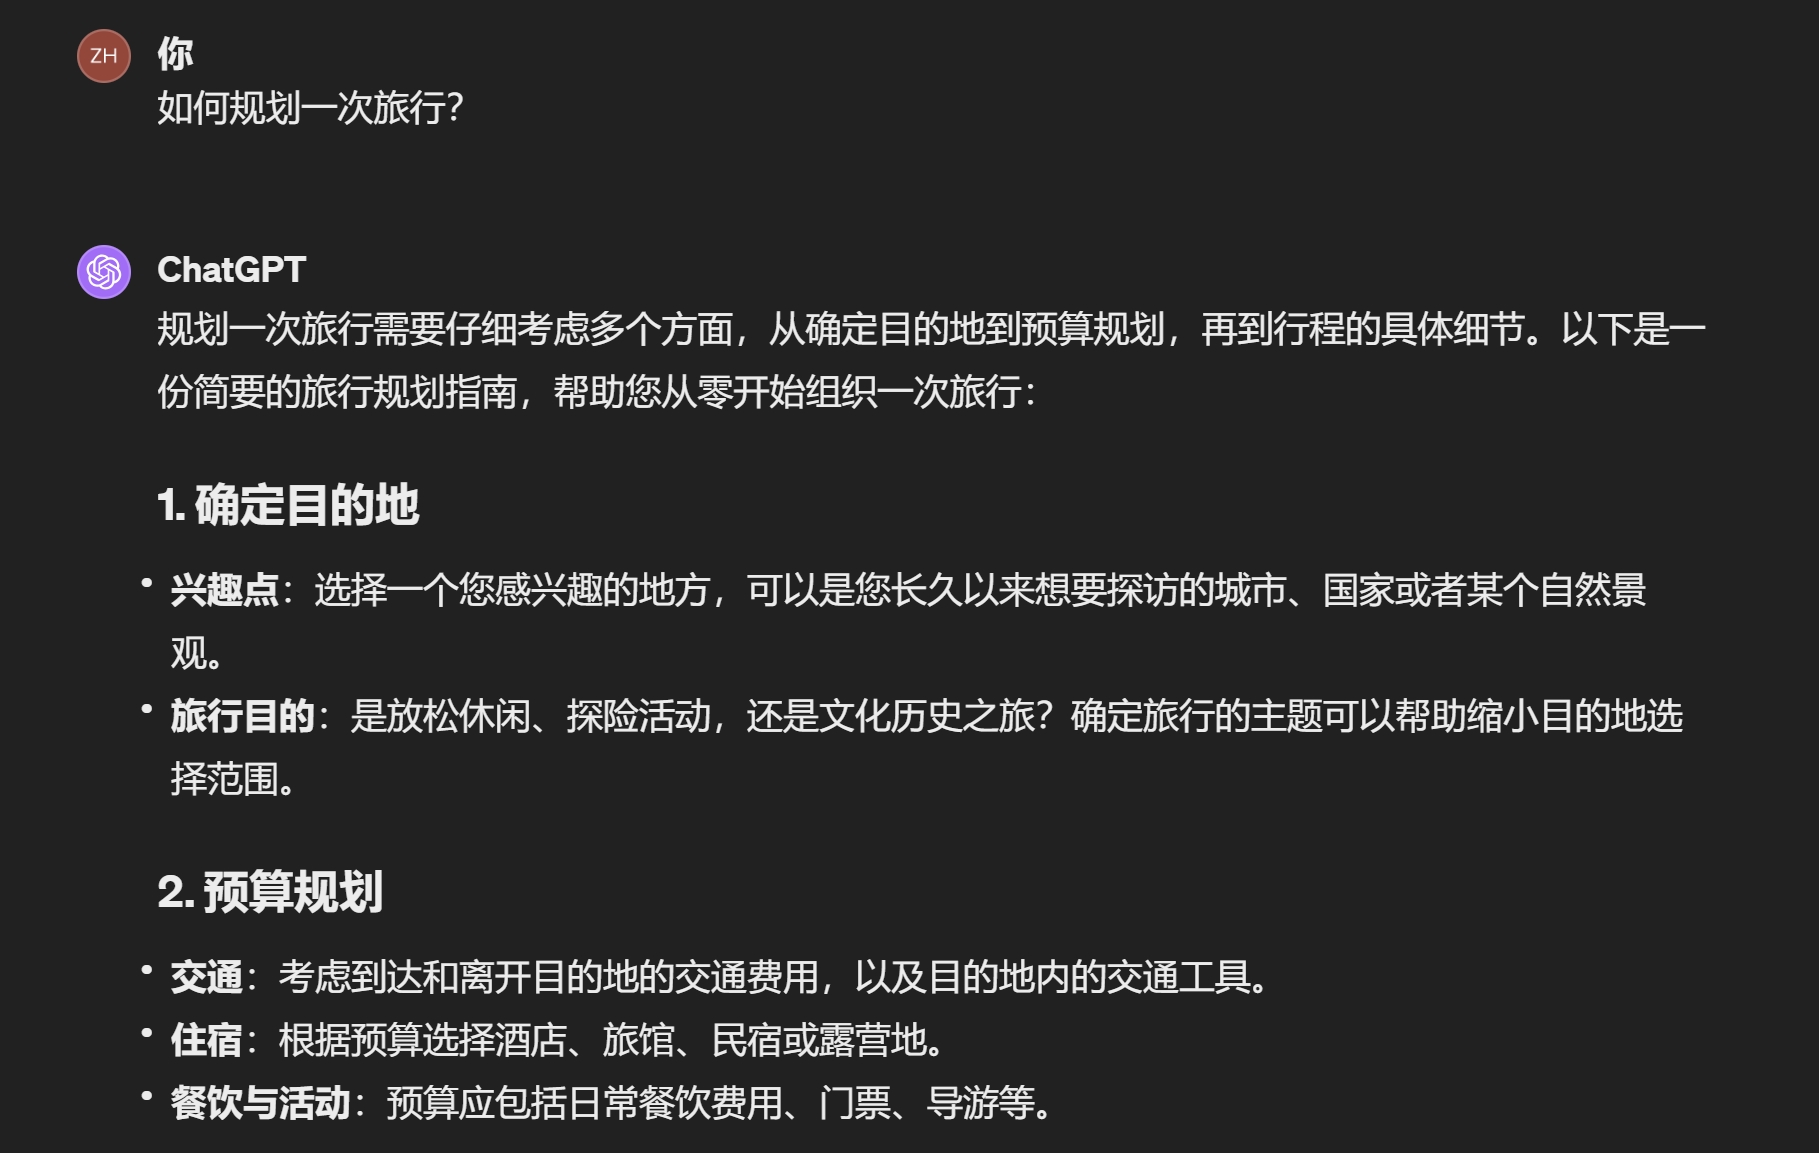 ZH
你
如何规划一次旅行？
ChatGPT
规划一次旅行需要仔细考虑多个方面，从确定目的地到预算规划，再到行程的具体细节。以下是一
份简要的旅行规划指南，帮助您从零开始组织一次旅行：
1. 确定目的地
• 兴趣点：选择一个您感兴趣的地方，可以是您长久以来想要探访的城市、国家或者某个自然景
观。
• 旅行目的：是放松休闲、探险活动，还是文化历史之旅？确定旅行的主题可以帮助缩小目的地选
择范围。
2. 预算规划
• 交通：考虑到达和离开目的地的交通费用，以及目的地内的交通工具。
• 住宿：根据预算选择酒店、旅馆、民宿或露营地。
• 餐饮与活动：预算应包括日常餐饮费用、门票、导游等。